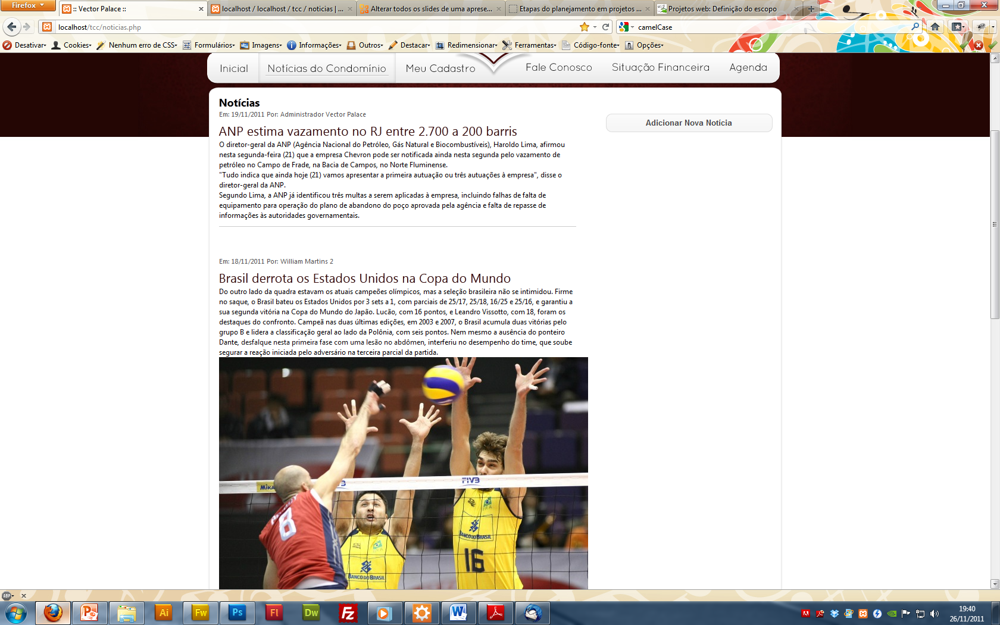 Firefox
:: Vector Palace ::
localhost / localhost / tcc / noticias | ...
Alterar todos os slides de uma aprese...
Etapas do planejamento em projetos ...
Projetos web: Definição do escopo
localhost/tcc/noticias.php
camelCase
Desativar
Cookies
Nenhum erro de CSS
Formulários
Imagens
Informações
Outros
Destacar
Redimensionar
Ferramentas
Código-fonte
Opções
Inicial
Notícias do Condomínio
Meu Cadastro
Fale Conosco
Situação Financeira
Agenda
Notícias
Em: 19/11/2011 Por: Administrador Vector Palace
Adicionar Nova Notícia
ANP estima vazamento no RJ entre 2.700 a 200 barris
O diretor-geral da ANP (Agência Nacional do Petróleo, Gás Natural e Biocombustíveis), Haroldo Lima, afirmou
nesta segunda-feira (21) que a empresa Chevron pode ser notificada ainda nesta segunda pelo vazamento de
petróleo no Campo de Frade, na Bacia de Campos, no Norte Fluminense.
"Tudo indica que ainda hoje (21) vamos apresentar a primeira autuação ou três autuações à empresa", disse o
diretor-geral da ANP.
Segundo Lima, a ANP já identificou três multas a serem aplicadas à empresa, incluindo falhas de falta de
equipamento para operação do plano de abandono do poço aprovada pela agência e falta de repasse de
informações às autoridades governamentais.
Em: 18/11/2011 Por: William Martins 2
Brasil derrota os Estados Unidos na Copa do Mundo
Do outro lado da quadra estavam os atuais campeões olímpicos, mas a seleção brasileira não se intimidou. Firme
no saque, o Brasil bateu os Estados Unidos por 3 sets a 1, com parciais de 25/17, 25/18, 16/25 e 25/16, e garantiu a
sua segunda vitória na Copa do Mundo do Japão. Lucão, com 16 pontos, e Leandro Vissotto, com 18, foram os
destaques do confronto. Campeã nas duas últimas edições, em 2003 e 2007, o Brasil acumula duas vitórias pelo
grupo B e lidera a classificação geral ao lado da Polônia, com seis pontos. Nem mesmo a ausência do ponteiro
Dante, desfalque nesta primeira fase com uma lesão no abdômen, interferiu no desempenho do time, que soube
segurar a reação iniciada pelo adversário na terceira parcial da partida.
FIVB
MIKA
8
BRA
BANCO DO BRASIL
16
BANCO DO BRASIL
ABP
Ai
Fw
Ps
Fl
Dw
Fz
19:40
26/11/2011